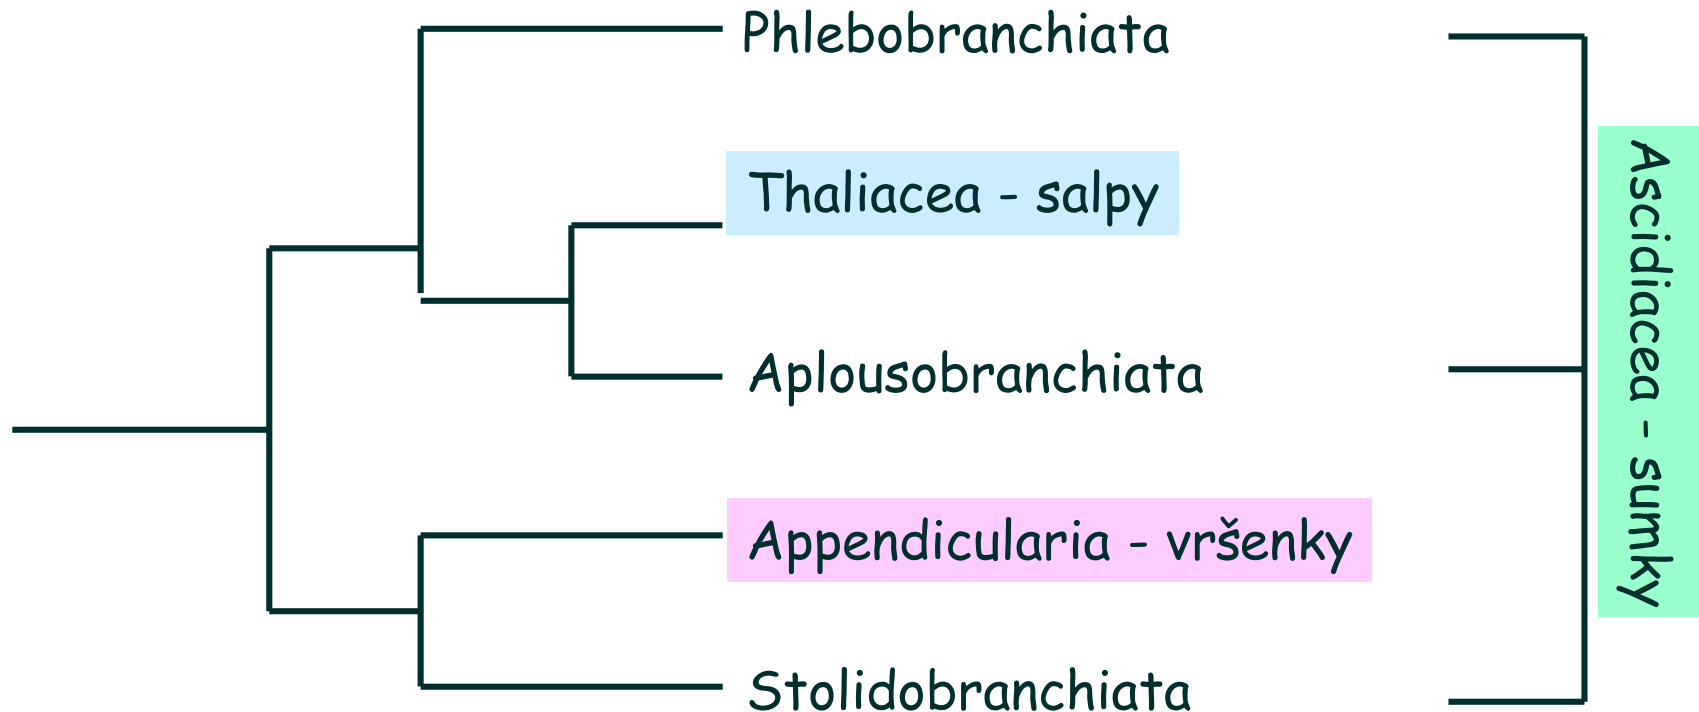 Phlebobranchiata
Thaliacea - salpy
Aplousobranchiata
Appendicularia - vršenky
Stolidobranchiata
Ascidiacea - sumky